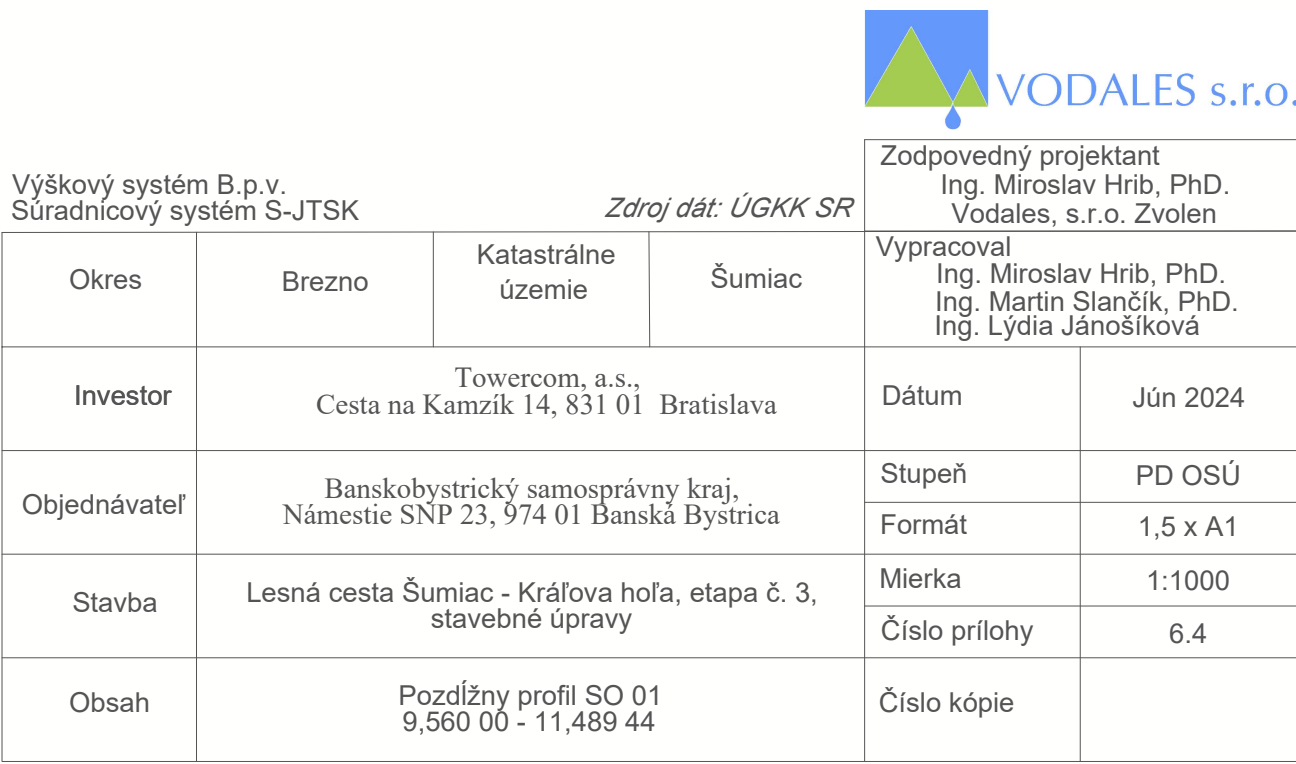 VODALES s.r.o.
Výškový systém B.p.v.
Súradnicový systém S-JTSK
Zdroj dát: ÚGKK SR
Zodpovedný projektant
Ing. Miroslav Hrib, PhD.
Vodales, s.r.o. Zvolen
Okres
Brezno
Katastrálne
územie
Šumiac
Vypracoval
Ing. Miroslav Hrib, PhD.
Ing. Martin Slančík, PhD.
Ing. Lýdia Jánošíková
Investor
Towercom, a.s.,
Cesta na Kamzík 14, 831 01 Bratislava
Dátum
Jún 2024
Objednávateľ
Banskobystrický samosprávny kraj,
Námestie SNP 23, 974 01 Banská Bystrica
Stupeň
PD OSÚ
Formát
1,5 x A1
Stavba
Lesná cesta Šumiac - Kráľova hoľa, etapa č. 3,
stavebné úpravy
Mierka
1:1000
Číslo prílohy
6.4
Obsah
Pozdĺžny profil SO 01
9,560 00 - 11,489 44
Číslo kópie